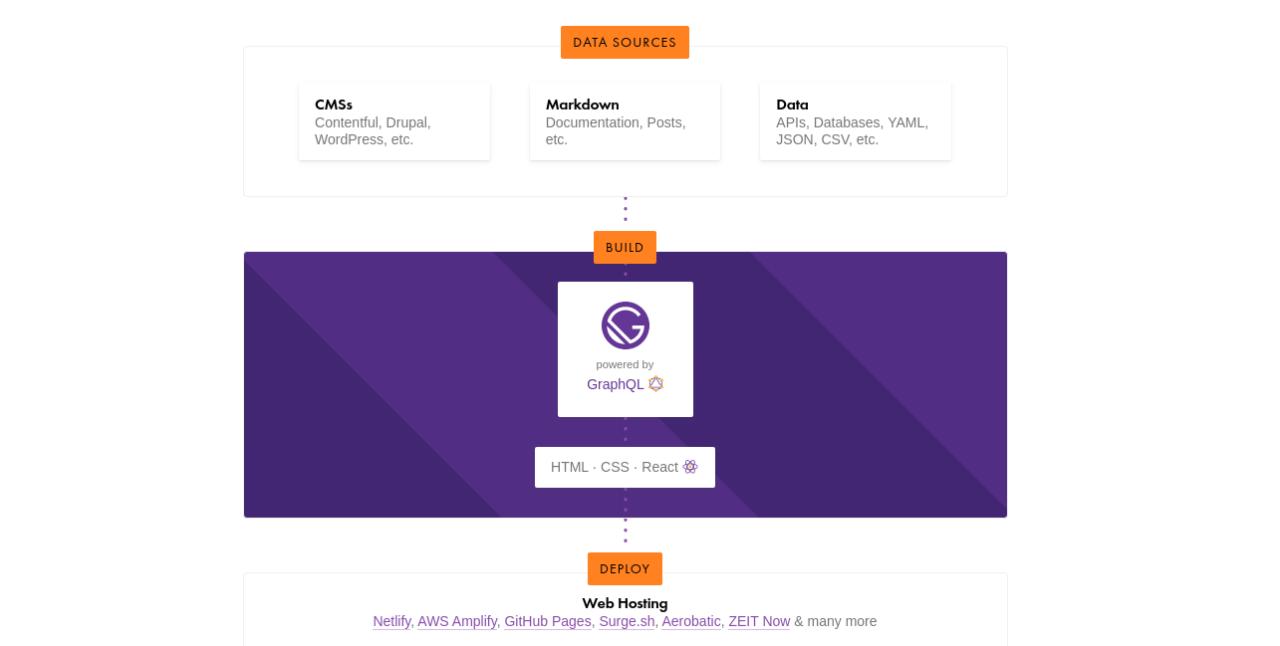 DATA SOURCES
CMSs
Contentful, Drupal,
WordPress, etc.
Markdown
Documentation, Posts,
etc.
Data
APIs, Databases, YAML,
JSON, CSV, etc.
BUILD
powered by
GraphQL
HTML · CSS · React
DEPLOY
Web Hosting
Netlify, AWS Amplify, GitHub Pages, Surge.sh, Aerobatic, ZEIT Now & many more